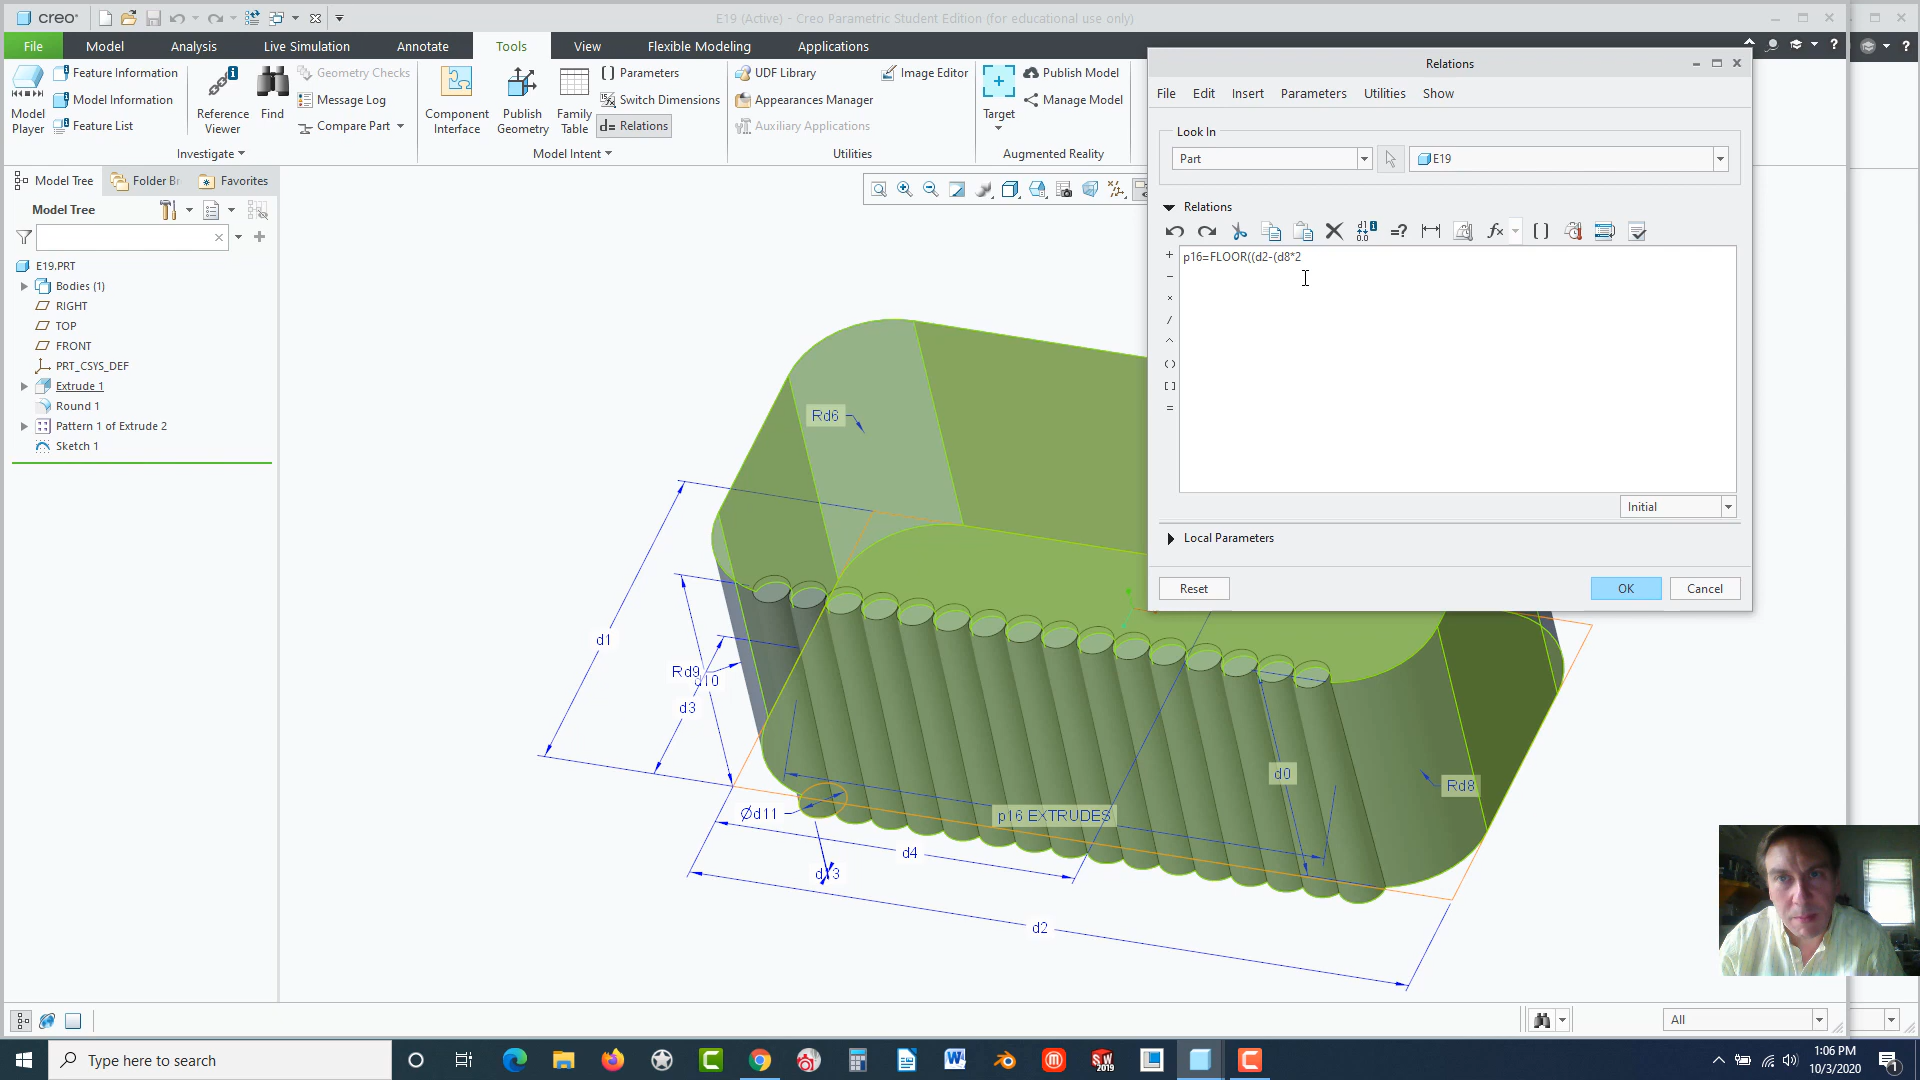 creo
E19 (Active) - Creo Parametric Student Edition (for educational use only)
File
Model
Analysis
Live Simulation
Annotate
Tools
View
Flexible Modeling
Applications
Model Player
Feature Information
Model Information
Feature List
Reference Viewer
Find
Geometry Checks
Message Log
Compare Part
Investigate
Component Interface
Publish Geometry
Family Table
Parameters
Switch Dimensions
d= Relations
Model Intent
UDF Library
Appearances Manager
Auxiliary Applications
Image Editor
Utilities
Target
Publish Model
Manage Model
Augmented Reality
Model Tree
Folder Br
Favorites
Model Tree
E19.PRT
Bodies (1)
RIGHT
TOP
FRONT
PRT_CSYS_DEF
Extrude 1
Round 1
Pattern 1 of Extrude 2
Sketch 1
Relations
File
Edit
Insert
Parameters
Utilities
Show
Look In
Part
E19
Relations
p16=FLOOR((d2-(d8*2
Initial
Local Parameters
Reset
OK
Cancel
Rd6
d1
Rd9
d10
d3
Ød11
p16 EXTRUDES
d0
Rd8
d4
d2
All
Type here to search
1:06 PM
10/3/2020